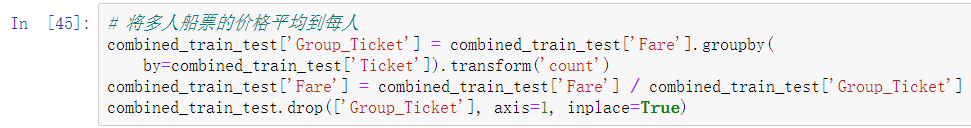 In [45]: # 将多人船票的价格平均到每人
combined_train_test['Group_Ticket'] = combined_train_test['Fare'].groupby(
    by=combined_train_test['Ticket']).transform('count')
combined_train_test['Fare'] = combined_train_test['Fare'] / combined_train_test['Group_Ticket']
combined_train_test.drop(['Group_Ticket'], axis=1, inplace=True)